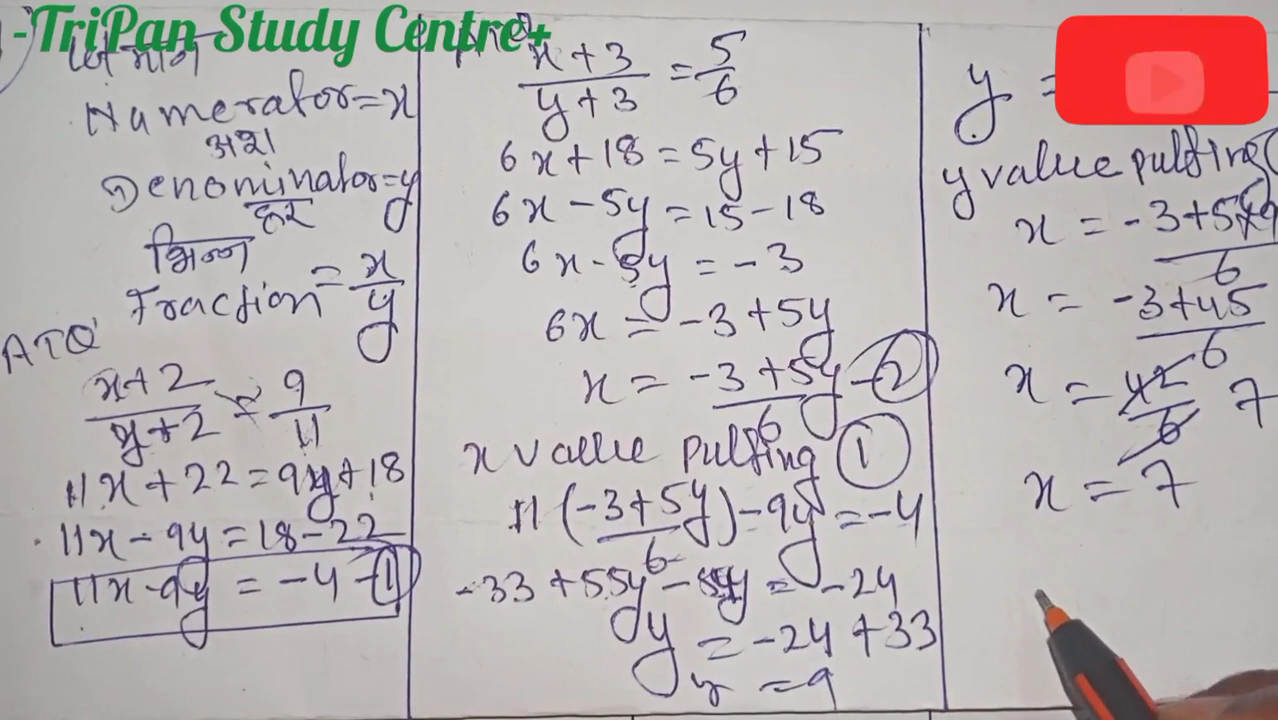 -TriPan Study Centre+
Numerator=x
अंश
Denominator=y
हर
भिन्न
Fraction = x/y
ATQ
(x+2)/(y+2) = 9/11
11x+22=9y+18
11x-9y=18-22
11x-9y = -4 - ①
(x+3)/(y+3) = 5/6
6x+18=5y+15
6x-5y=15-18
6x-5y = -3
6x = -3+5y
x = (-3+5y)/6 - ②
x value putting ①
11((-3+5y)/6)-9y=-4
-33+55y-54y = -24
y = -24+33
y = 9
y =
y value putting
x = (-3+5×9)/6
x = (-3+45)/6
x = 42/6 7
x = 7